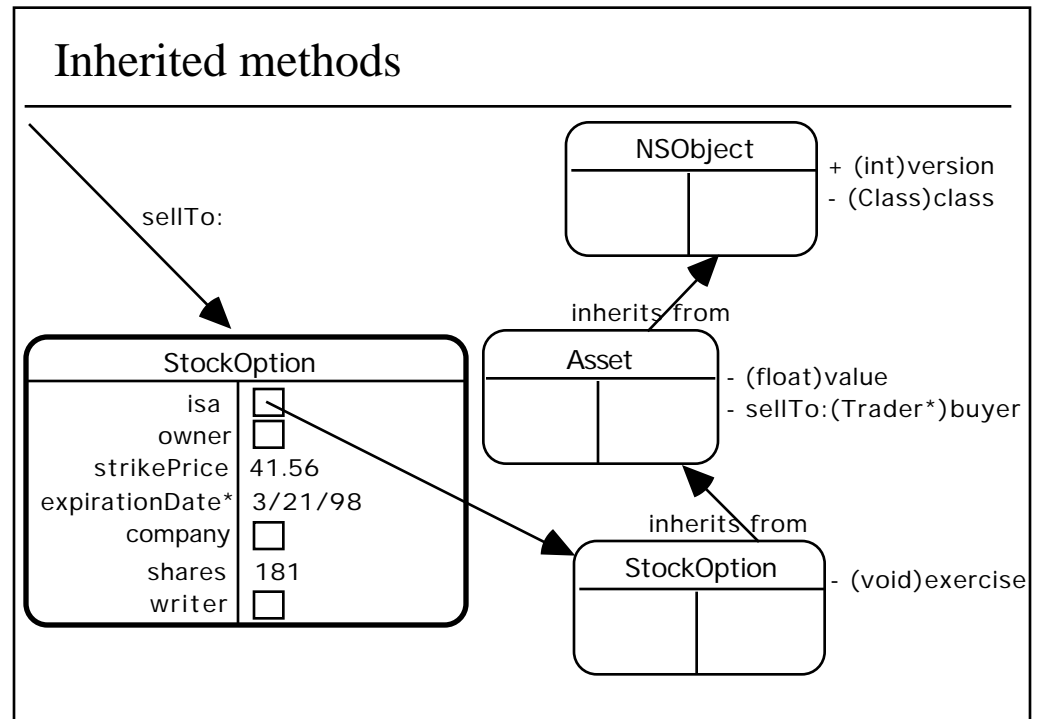 Inherited methods
sellTo:
NSObject
+ (int)version
- (Class)class
inherits from
Asset
- (float)value
- sellTo:(Trader*)buyer
inherits from
StockOption
- (void)exercise
StockOption
isa
owner
strikePrice 41.56
expirationDate* 3/21/98
company
shares 181
writer